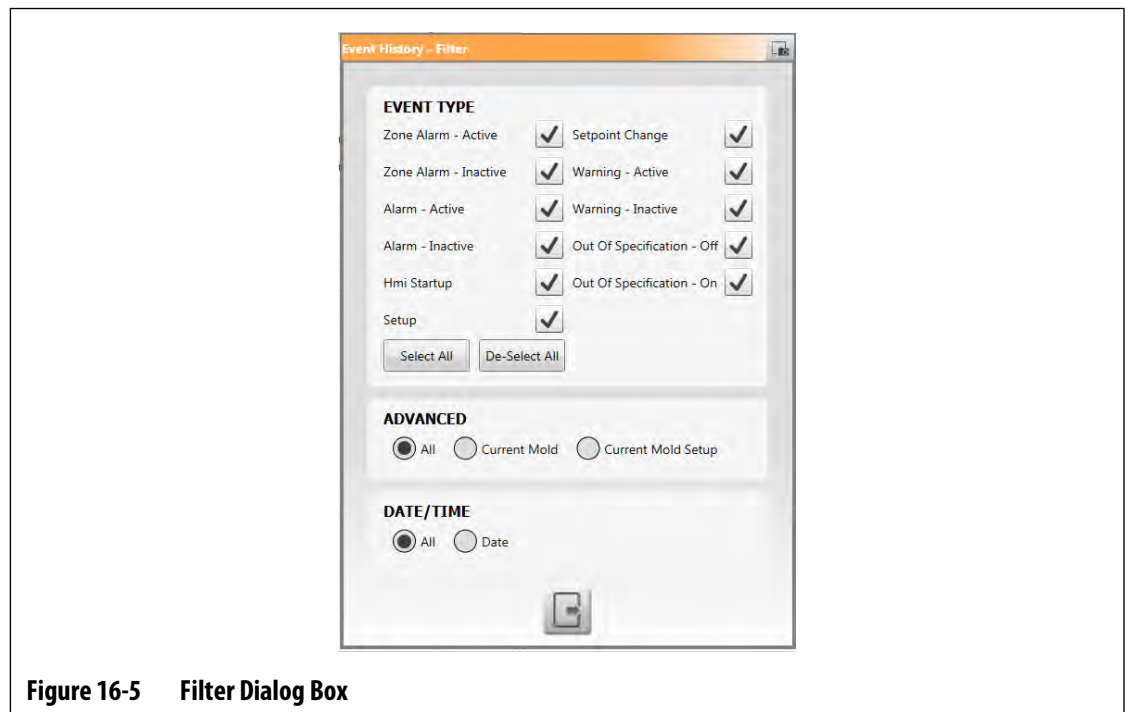 Event History - Filter
EVENT TYPE
Zone Alarm - Active Setpoint Change
Zone Alarm - Inactive Warning - Active
Alarm - Active Warning - Inactive
Alarm - Inactive Out Of Specification - Off
Hmi Startup Out Of Specification - On
Setup
Select All De-Select All
ADVANCED
All Current Mold Current Mold Setup
DATE/TIME
All Date
Figure 16-5 Filter Dialog Box